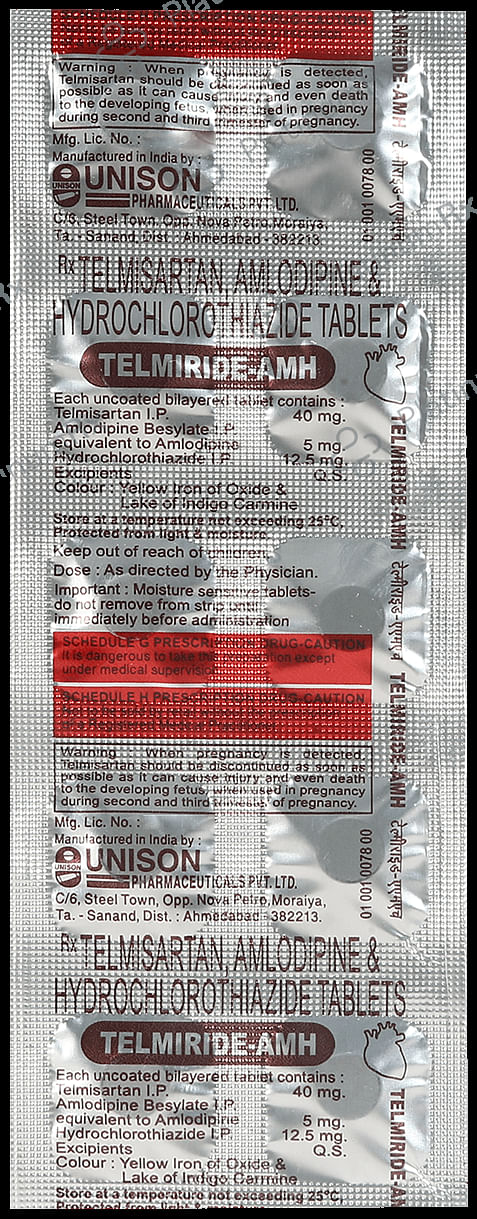 Warning : When pregnancy is detected,
Telmisartan should be discontinued as soon as
possible as it can cause injury and even death
to the developing fetus, when used in pregnancy
during second and third trimester of pregnancy.
Mfg. Lic. No. :
Manufactured in India by :
UNISON
UNISON
PHARMACEUTICALS PVT. LTD.
C/6, Steel Town, Opp. Nova Petro, Moraiya,
Ta. - Sanand, Dist. : Ahmedabad - 382213.
01 001 0078 00
TELMIRIDE-AMH
Rx TELMISARTAN, AMLODIPINE &
HYDROCHLOROTHIAZIDE TABLETS
TELMIRIDE-AMH
Each uncoated bilayered tablet contains :
Telmisartan I.P. 40 mg.
Amlodipine Besylate I.P.
equivalent to Amlodipine 5 mg.
Hydrochlorothiazide I.P. 12.5 mg.
Excipients Q.S.
Colour : Yellow Iron of Oxide &
Lake of Indigo Carmine
Store at a temperature not exceeding 25°C,
Protected from light & moisture
Keep out of reach of children.
Dose : As directed by the Physician.
Important : Moisture sensitive tablets-
do not remove from strip until
immediately before administration
TELMIRIDE-AMH
TELMIRIDE-AMH
SCHEDULE G PRESCRIPTION DRUG-CAUTION
It is dangerous to take this preparation except
under medical supervision
SCHEDULE H PRESCRIPTION DRUG-CAUTION
Warning : When pregnancy is detected,
Telmisartan should be discontinued as soon as
possible as it can cause injury and even death
to the developing fetus, when used in pregnancy
during second and third trimester of pregnancy.
Mfg. Lic. No. :
Manufactured in India by :
UNISON
UNISON
PHARMACEUTICALS PVT. LTD.
C/6, Steel Town, Opp. Nova Petro, Moraiya,
Ta. - Sanand, Dist. : Ahmedabad - 382213.
01 001 0078 00
Rx TELMISARTAN, AMLODIPINE &
HYDROCHLOROTHIAZIDE TABLETS
TELMIRIDE-AMH
Each uncoated bilayered tablet contains :
Telmisartan I.P. 40 mg.
Amlodipine Besylate I.P.
equivalent to Amlodipine 5 mg.
Hydrochlorothiazide I.P. 12.5 mg.
Excipients Q.S.
Colour : Yellow Iron of Oxide &
Lake of Indigo Carmine
Store at a temperature not exceeding 25°C,
Protected from light
TELMIRIDE-AM